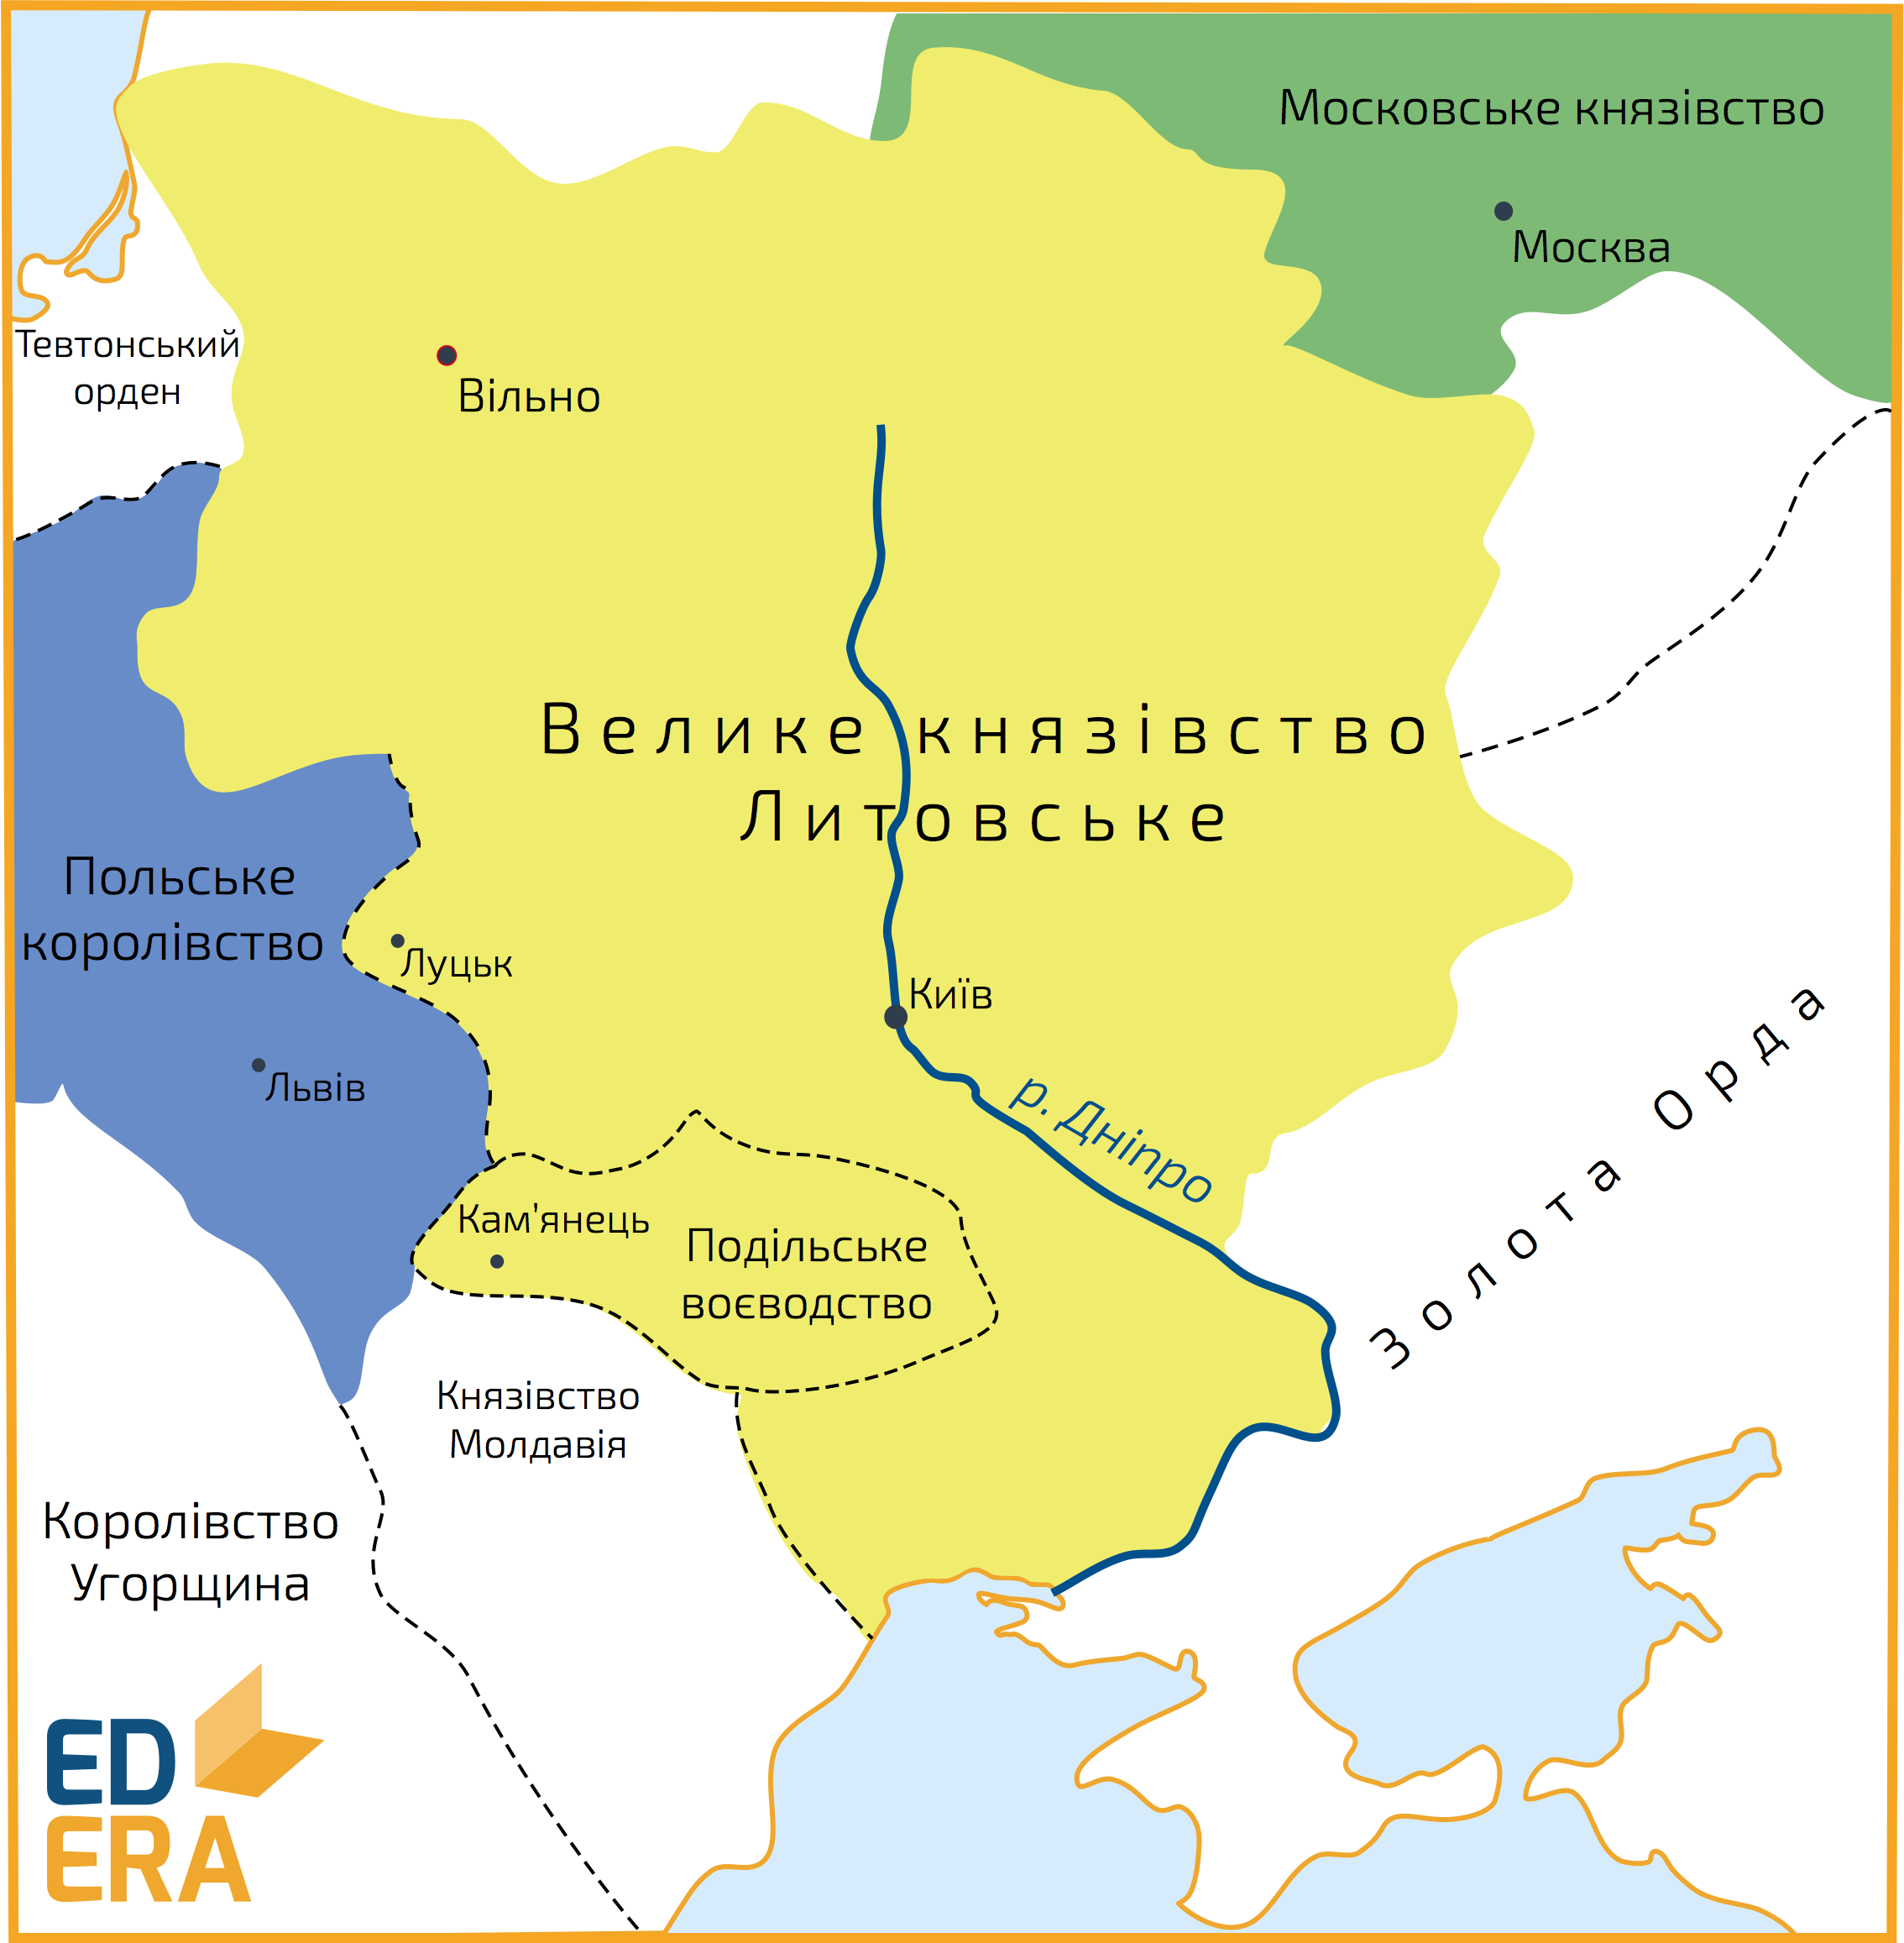 Московське князівство
Москва
Тевтонський
орден
Вільно
Велике князівство
Литовське
Польське
королівство
Луцьк
Київ
Львів
р. Дніпро
Золота Орда
Кам'янець
Подільське
воєводство
Князівство
Молдавія
Королівство
Угорщина
ED
ERA